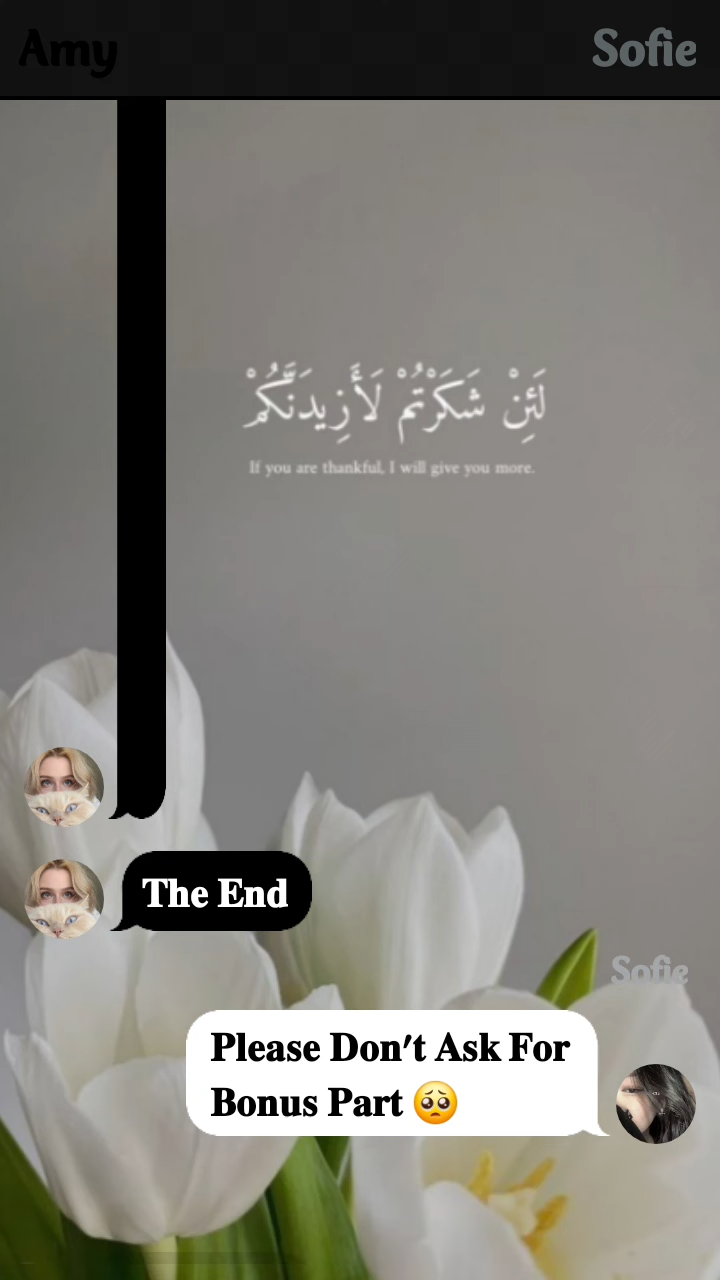 Amy
Sofie
لَئِنْ شَكَرْتُمْ لَأَزِيدَنَّكُمْ
If you are thankful, I will give you more.
The End
Sofie
Please Don't Ask For
Bonus Part 🥺